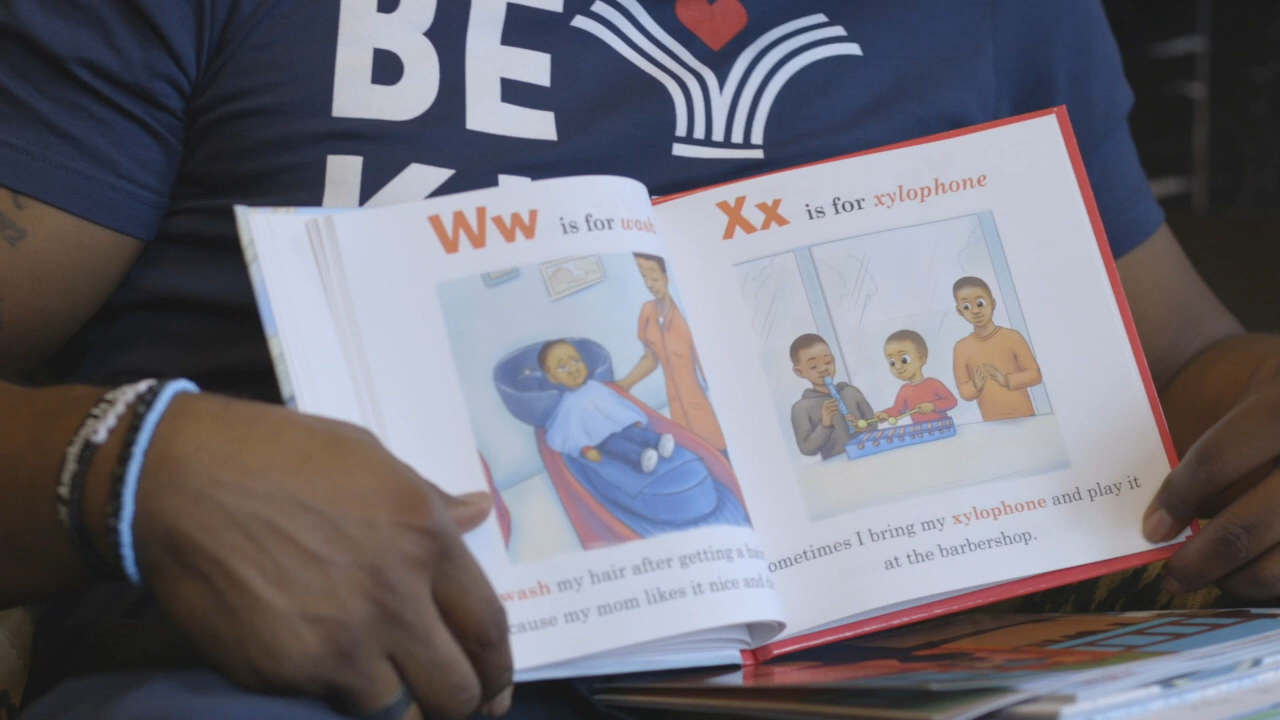 BE
Ww is for wash
wash my hair after getting a
cause my mom likes it nice and
Xx is for xylophone
ometimes I bring my xylophone and play it
at the barbershop.